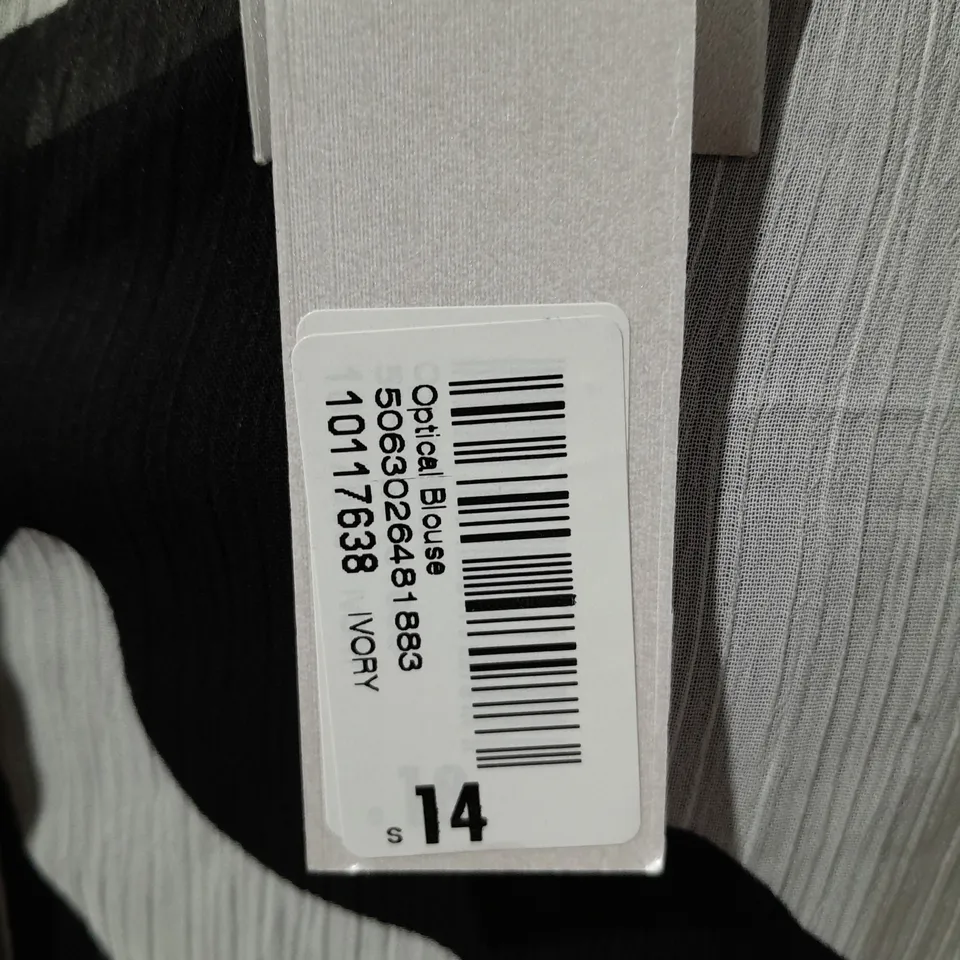 Optical Blouse
5063026481883
10117638 IVORY
S 14